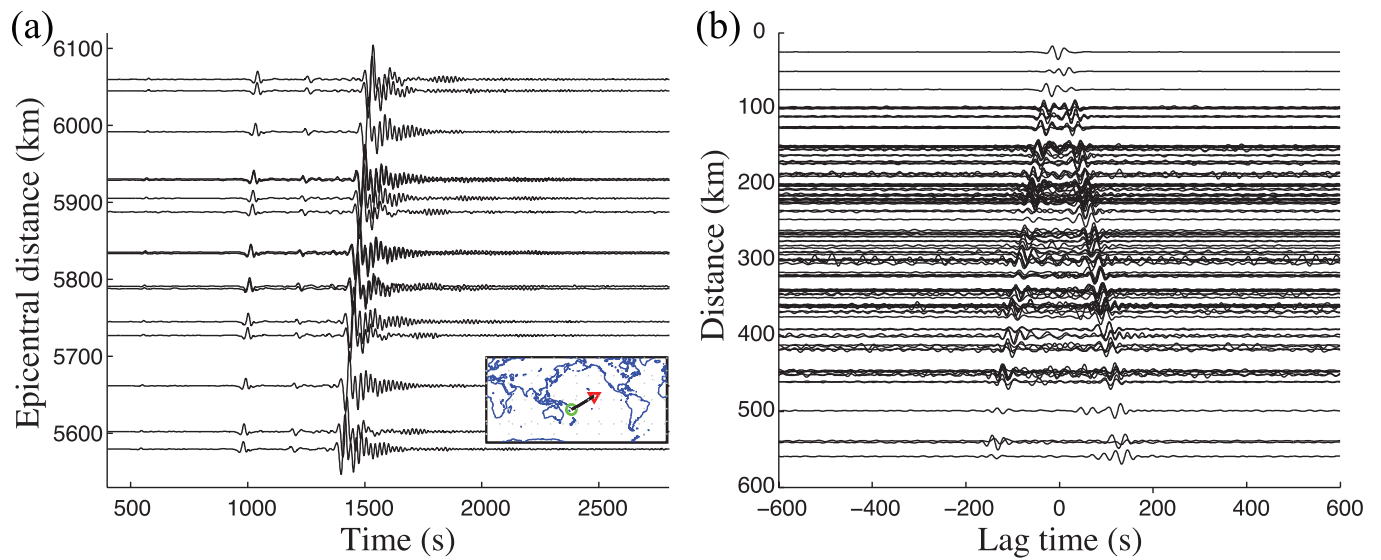 (a)
Epicentral distance (km)
6100
6000
5900
5800
5700
5600
500 1000 1500 2000 2500
Time (s)
(b)
Distance (km)
0
100
200
300
400
500
600
−600 −400 −200 0 200 400 600
Lag time (s)